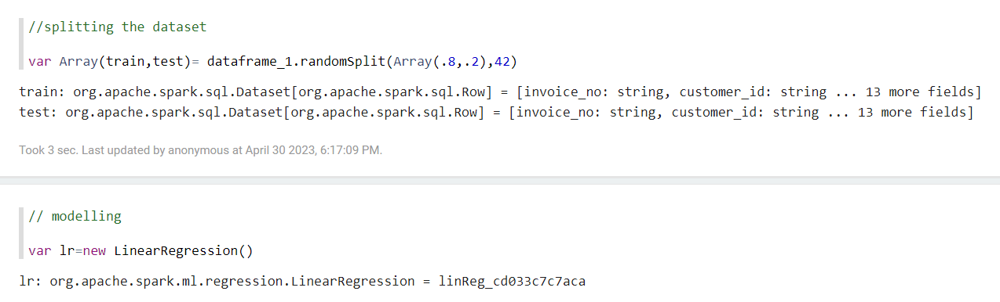 //splitting the dataset
var Array(train,test)= dataframe_1.randomSplit(Array(.8,.2),42)
train: org.apache.spark.sql.Dataset[org.apache.spark.sql.Row] = [invoice_no: string, customer_id: string ... 13 more fields]
test: org.apache.spark.sql.Dataset[org.apache.spark.sql.Row] = [invoice_no: string, customer_id: string ... 13 more fields]
Took 3 sec. Last updated by anonymous at April 30 2023, 6:17:09 PM.
// modelling
var lr=new LinearRegression()
lr: org.apache.spark.ml.regression.LinearRegression = linReg_cd033c7c7aca